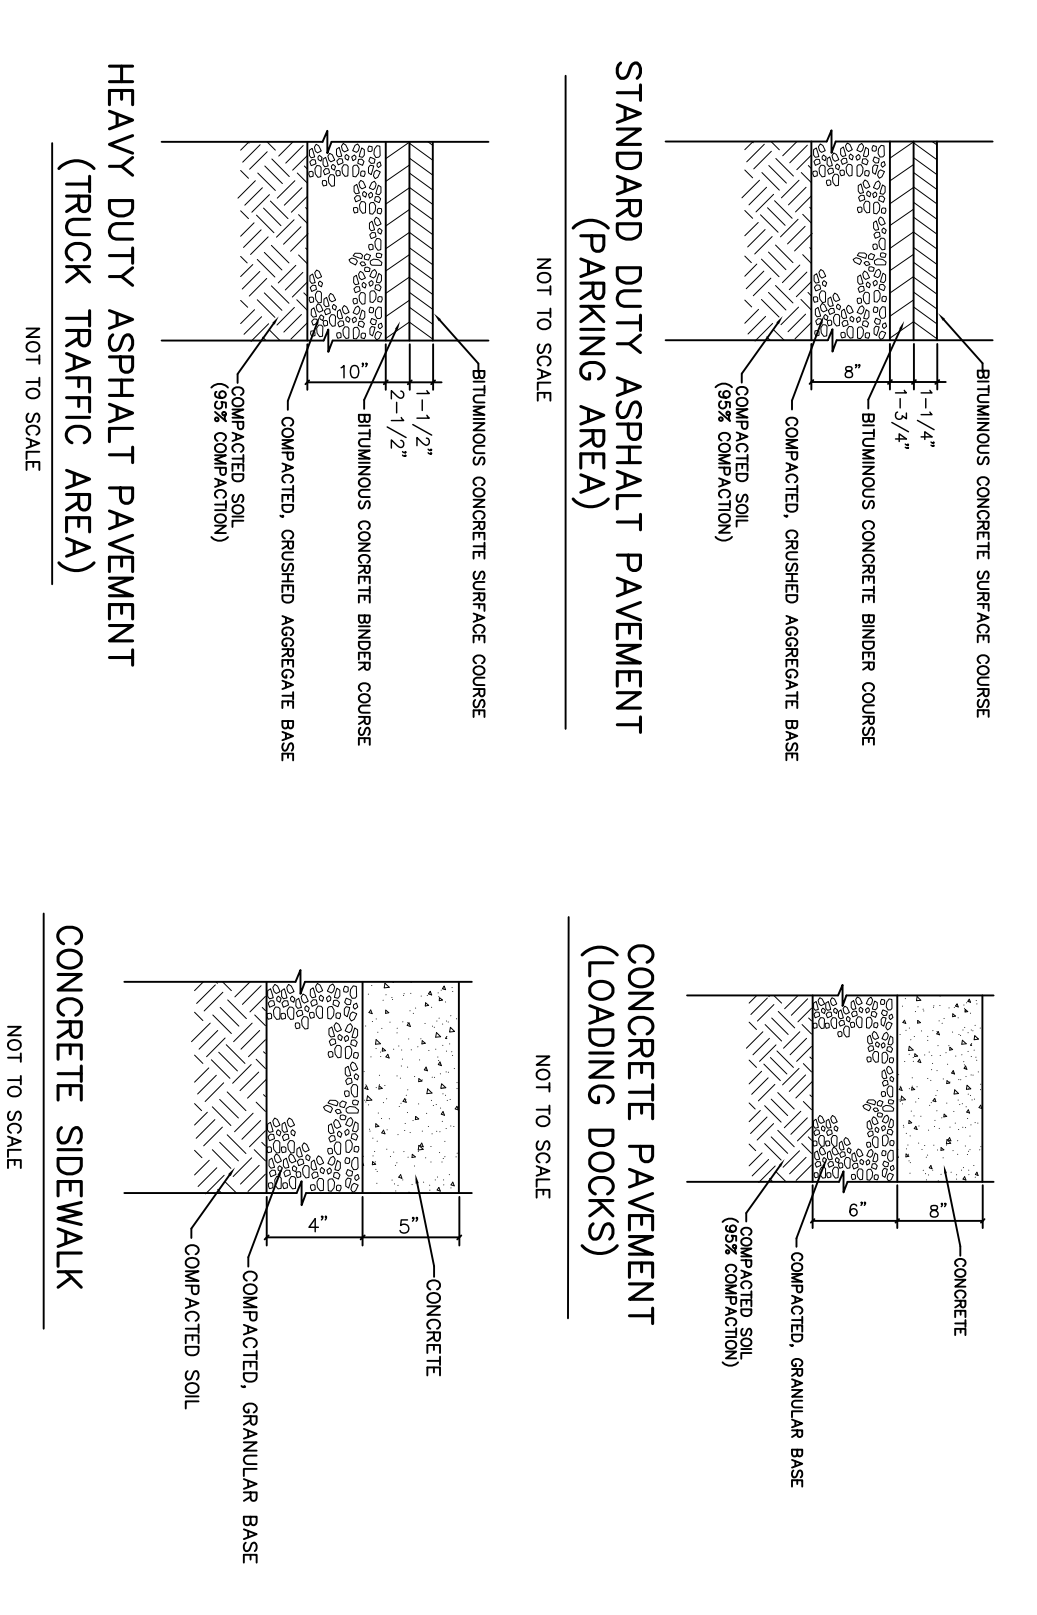 BITUMINOUS CONCRETE SURFACE COURSE
1-1/4"
1-3/4"
8"
BITUMINOUS CONCRETE BINDER COURSE
COMPACTED, CRUSHED AGGREGATE BASE
COMPACTED SOIL
(95% COMPACTION)
STANDARD DUTY ASPHALT PAVEMENT
(PARKING AREA)
NOT TO SCALE
CONCRETE
8"
6"
COMPACTED, GRANULAR BASE
COMPACTED SOIL
(95% COMPACTION)
CONCRETE PAVEMENT
(LOADING DOCKS)
NOT TO SCALE
BITUMINOUS CONCRETE SURFACE COURSE
1-1/2"
2-1/2"
10"
BITUMINOUS CONCRETE BINDER COURSE
COMPACTED, CRUSHED AGGREGATE BASE
COMPACTED SOIL
(95% COMPACTION)
HEAVY DUTY ASPHALT PAVEMENT
(TRUCK TRAFFIC AREA)
NOT TO SCALE
CONCRETE
5"
4"
COMPACTED, GRANULAR BASE
COMPACTED SOIL
CONCRETE SIDEWALK
NOT TO SCALE